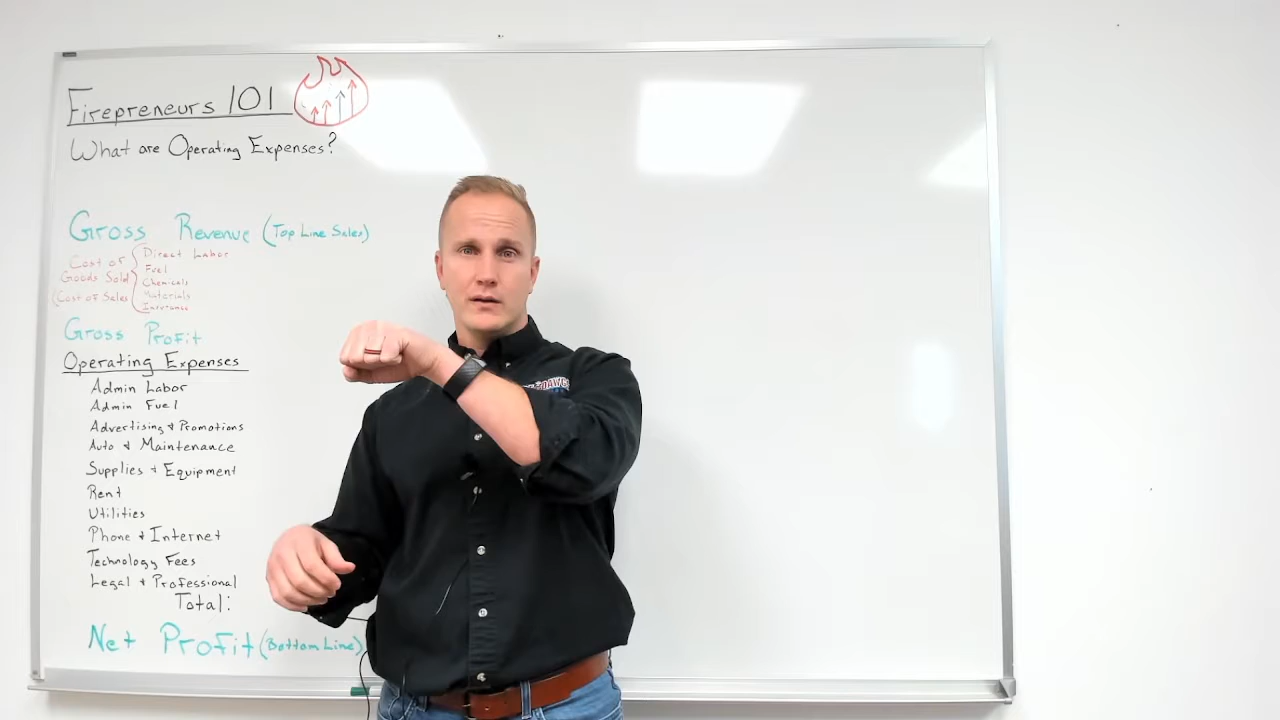 Firepreneurs 101
What are Operating Expenses?
Gross Revenue (Top Line Sales)
Cost of
Goods Sold
(Cost of Sales
Direct Labor
Fuel
Chemicals
Materials
Insurance
Gross Profit
Operating Expenses
Admin Labor
Admin Fuel
Advertising + Promotions
Auto + Maintenance
Supplies + Equipment
Rent
Utilities
Phone + Internet
Technology Fees
Legal + Professional
Total:
Net Profit (Bottom Line)